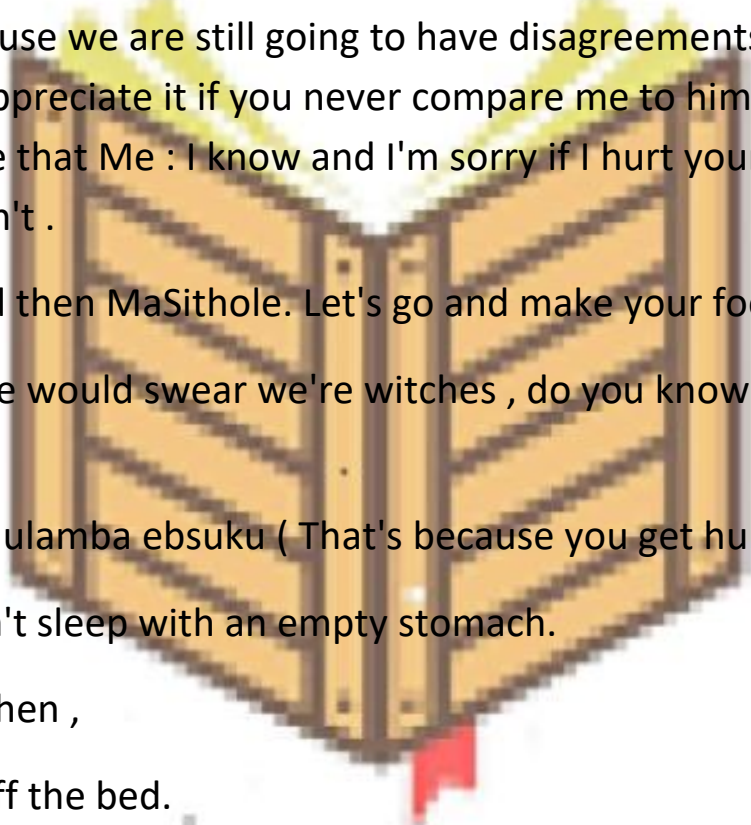 use we are still going to have disagreements
ppreciate it if you never compare me to him
e that Me : I know and I'm sorry if I hurt you
n't .
then MaSithole. Let's go and make your
e would swear we're witches , do you know
ulamba ebsuku ( That's because you get hu
't sleep with an empty stomach.
hen ,
ff the bed.